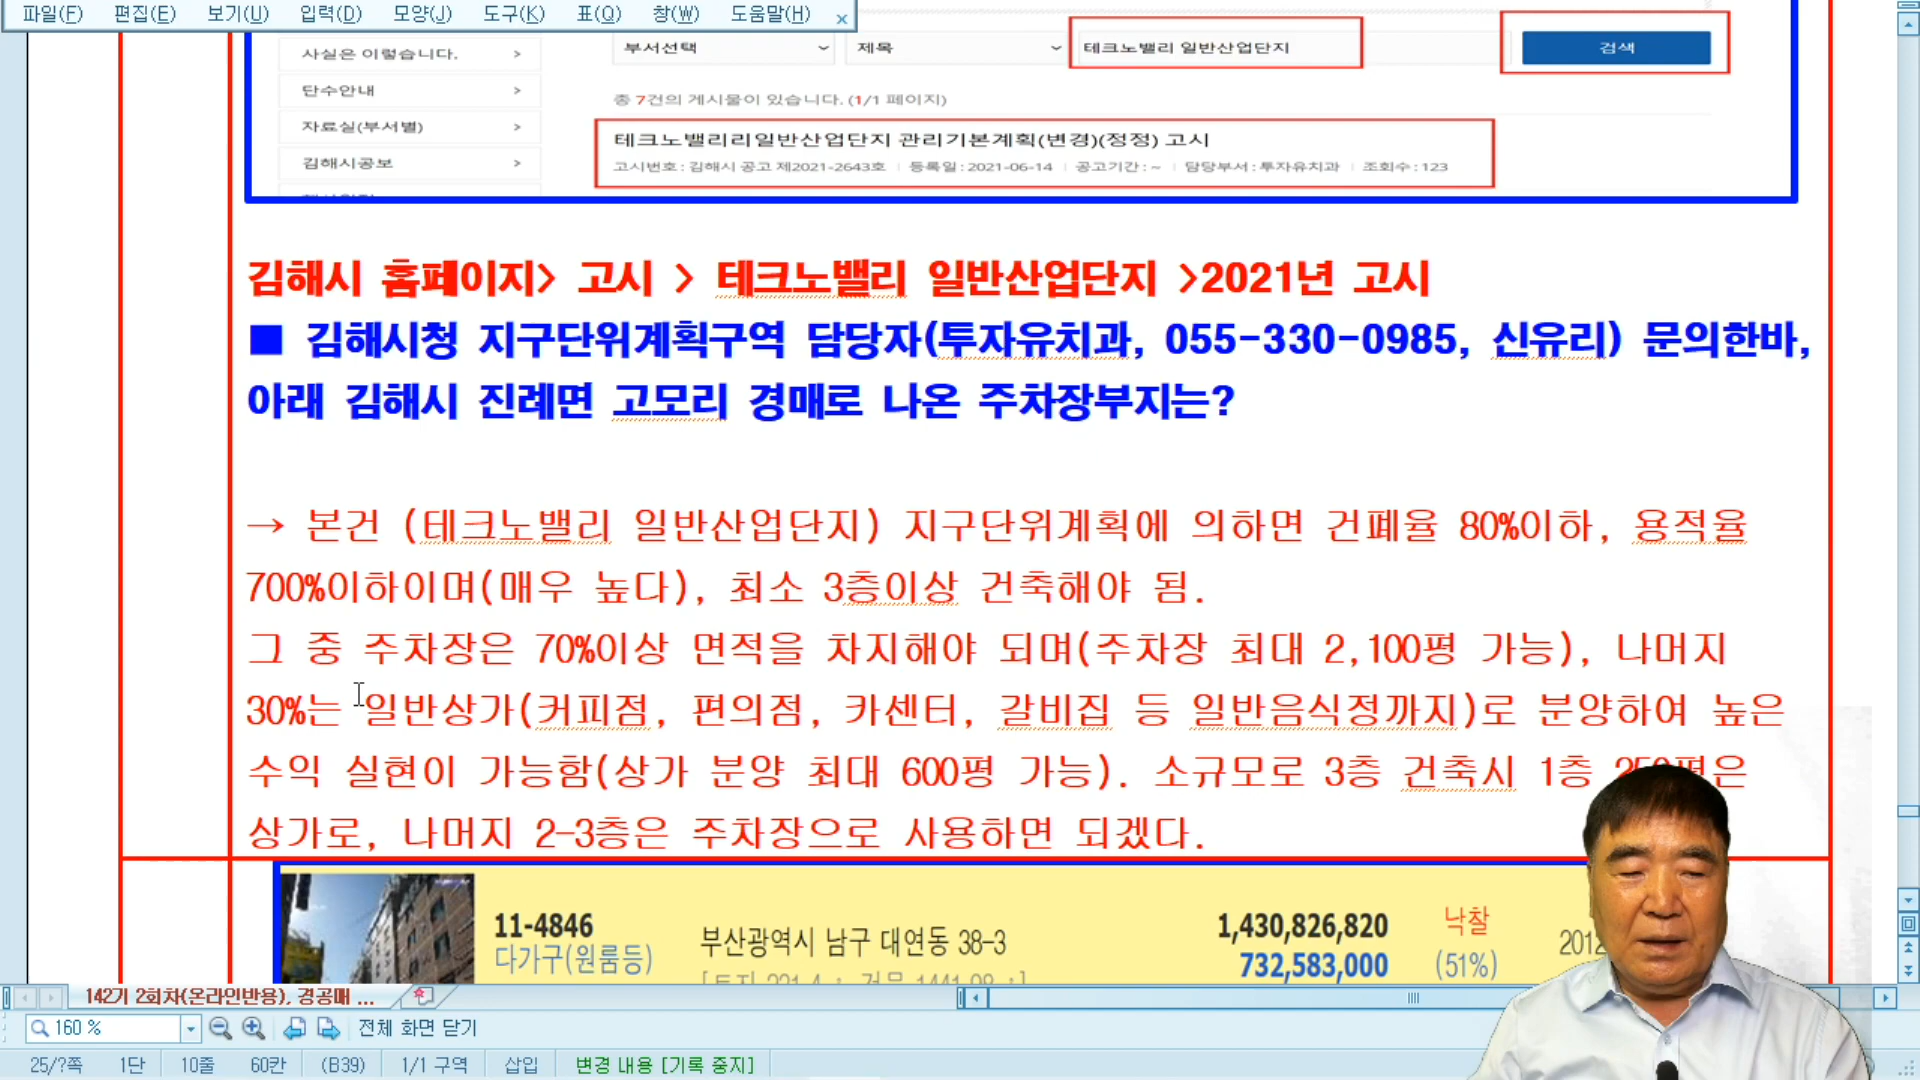 파일(F) 편집(E) 보기(U) 입력(D) 모양(J) 도구(K) 표(Q) 창(W) 도움말(H) x
사실은 이렇습니다. >
부서선택 제목 테크노밸리 일반산업단지 검색
단수안내 >
총 7건의 게시물이 있습니다. (1/1 페이지)
자료실(부서별) >
테크노밸리리일반산업단지 관리기본계획(변경)(정정) 고시
김해시공보 >
고시번호 : 김해시 공고 제2021-2643호 | 등록일 : 2021-06-14 | 공고기간 : ~ | 담당부서 : 투자유치과 | 조회수 : 123
김해시 홈페이지> 고시 > 테크노밸리 일반산업단지 >2021년 고시
■ 김해시청 지구단위계획구역 담당자(투자유치과, 055-330-0985, 신유리) 문의한바,
아래 김해시 진례면 고모리 경매로 나온 주차장부지는?
→ 본건 (테크노밸리 일반산업단지) 지구단위계획에 의하면 건폐율 80%이하, 용적율
700%이하이며(매우 높다), 최소 3층이상 건축해야 됨.
그 중 주차장은 70%이상 면적을 차지해야 되며(주차장 최대 2,100평 가능), 나머지
30%는 일반상가(커피점, 편의점, 카센터, 갈비집 등 일반음식정까지)로 분양하여 높은
수익 실현이 가능함(상가 분양 최대 600평 가능). 소규모로 3층 건축시 1층 250평은
상가로, 나머지 2-3층은 주차장으로 사용하면 되겠다.
11-4846
다가구(원룸등)
부산광역시 남구 대연동 38-3
1,430,826,820
732,583,000
낙찰
(51%)
2012
142기 2회차(온라인반용), 경공매 ...
160 % 전체 화면 닫기
25/?쪽 1단 10줄 60칸 (B39) 1/1 구역 삽입 변경 내용 [기록 중지]